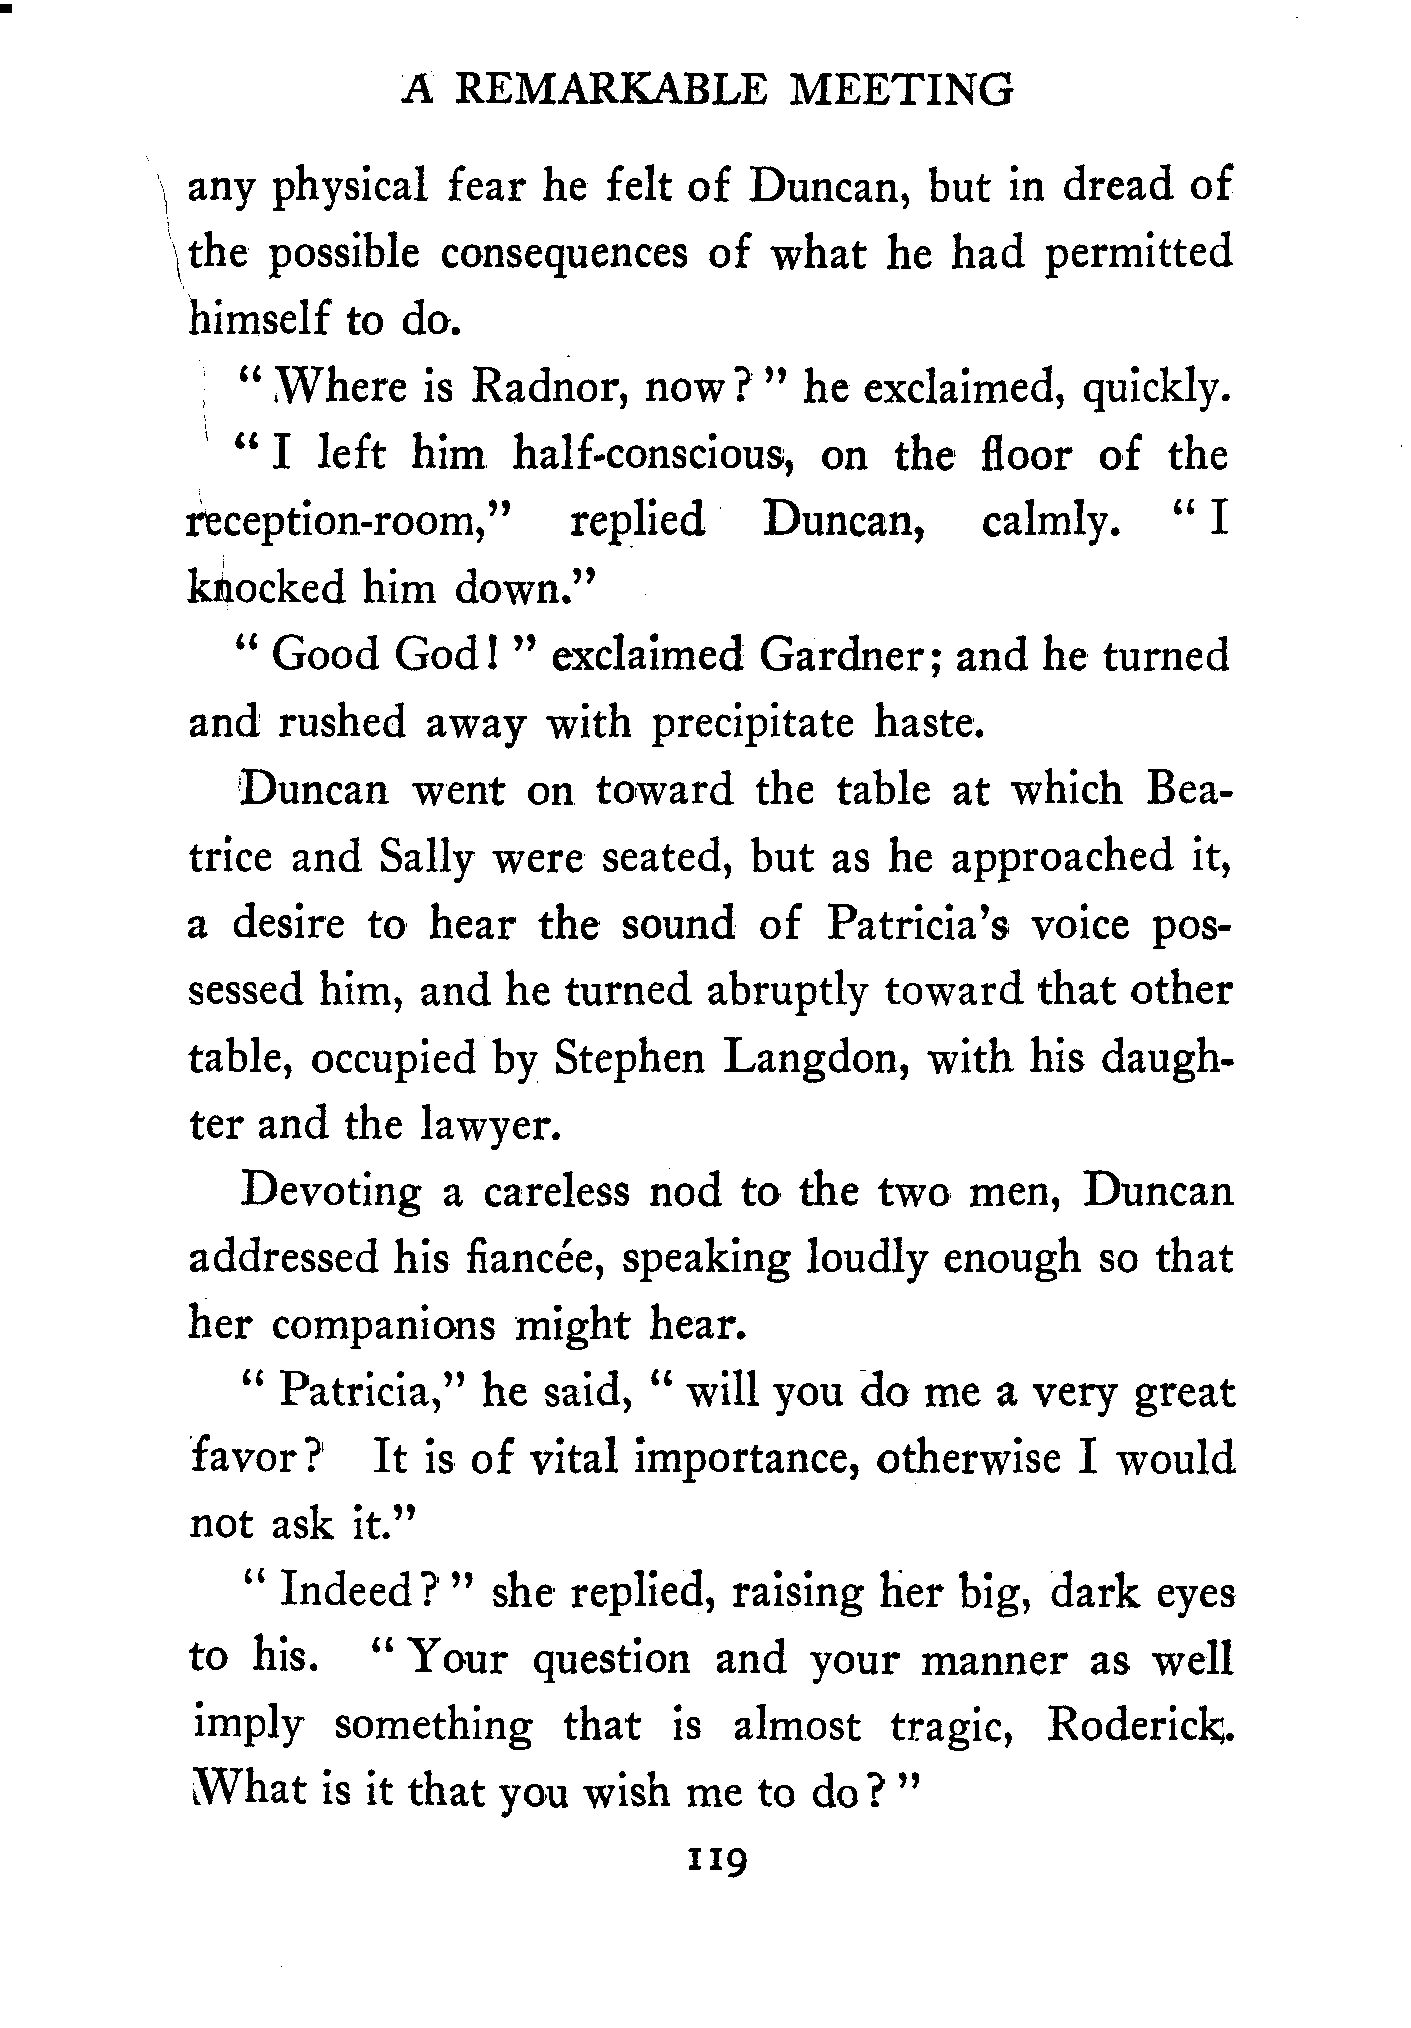 A REMARKABLE MEETING
any physical fear he felt of Duncan, but in dread of
the possible consequences of what he had permitted
himself to do.
“ Where is Radnor, now? ” he exclaimed, quickly.
“ I left him half-conscious, on the floor of the
reception-room,” replied Duncan, calmly. “ I
knocked him down.”
“ Good God! ” exclaimed Gardner; and he turned
and rushed away with precipitate haste.
Duncan went on toward the table at which Bea-
trice and Sally were seated, but as he approached it,
a desire to hear the sound of Patricia’s voice pos-
sessed him, and he turned abruptly toward that other
table, occupied by Stephen Langdon, with his daugh-
ter and the lawyer.
Devoting a careless nod to the two men, Duncan
addressed his fiancée, speaking loudly enough so that
her companions might hear.
“ Patricia,” he said, “ will you do me a very great
favor? It is of vital importance, otherwise I would
not ask it.”
“ Indeed? ” she replied, raising her big, dark eyes
to his. “ Your question and your manner as well
imply something that is almost tragic, Roderick.
What is it that you wish me to do? ”
119